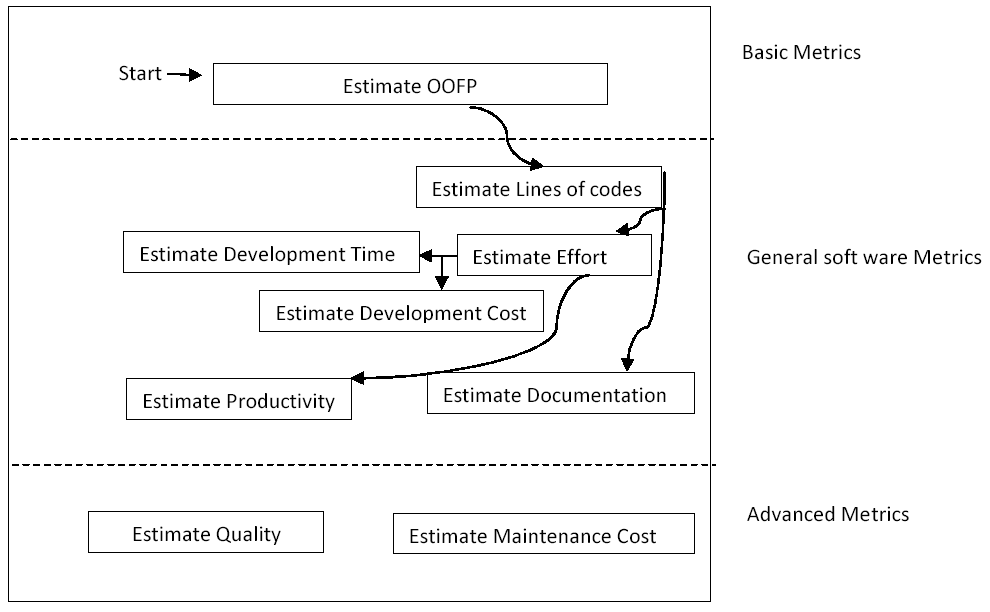 Basic Metrics
Start
Estimate OOFP
Estimate Lines of codes
Estimate Development Time
Estimate Effort
General soft ware Metrics
Estimate Development Cost
Estimate Productivity
Estimate Documentation
Advanced Metrics
Estimate Quality
Estimate Maintenance Cost